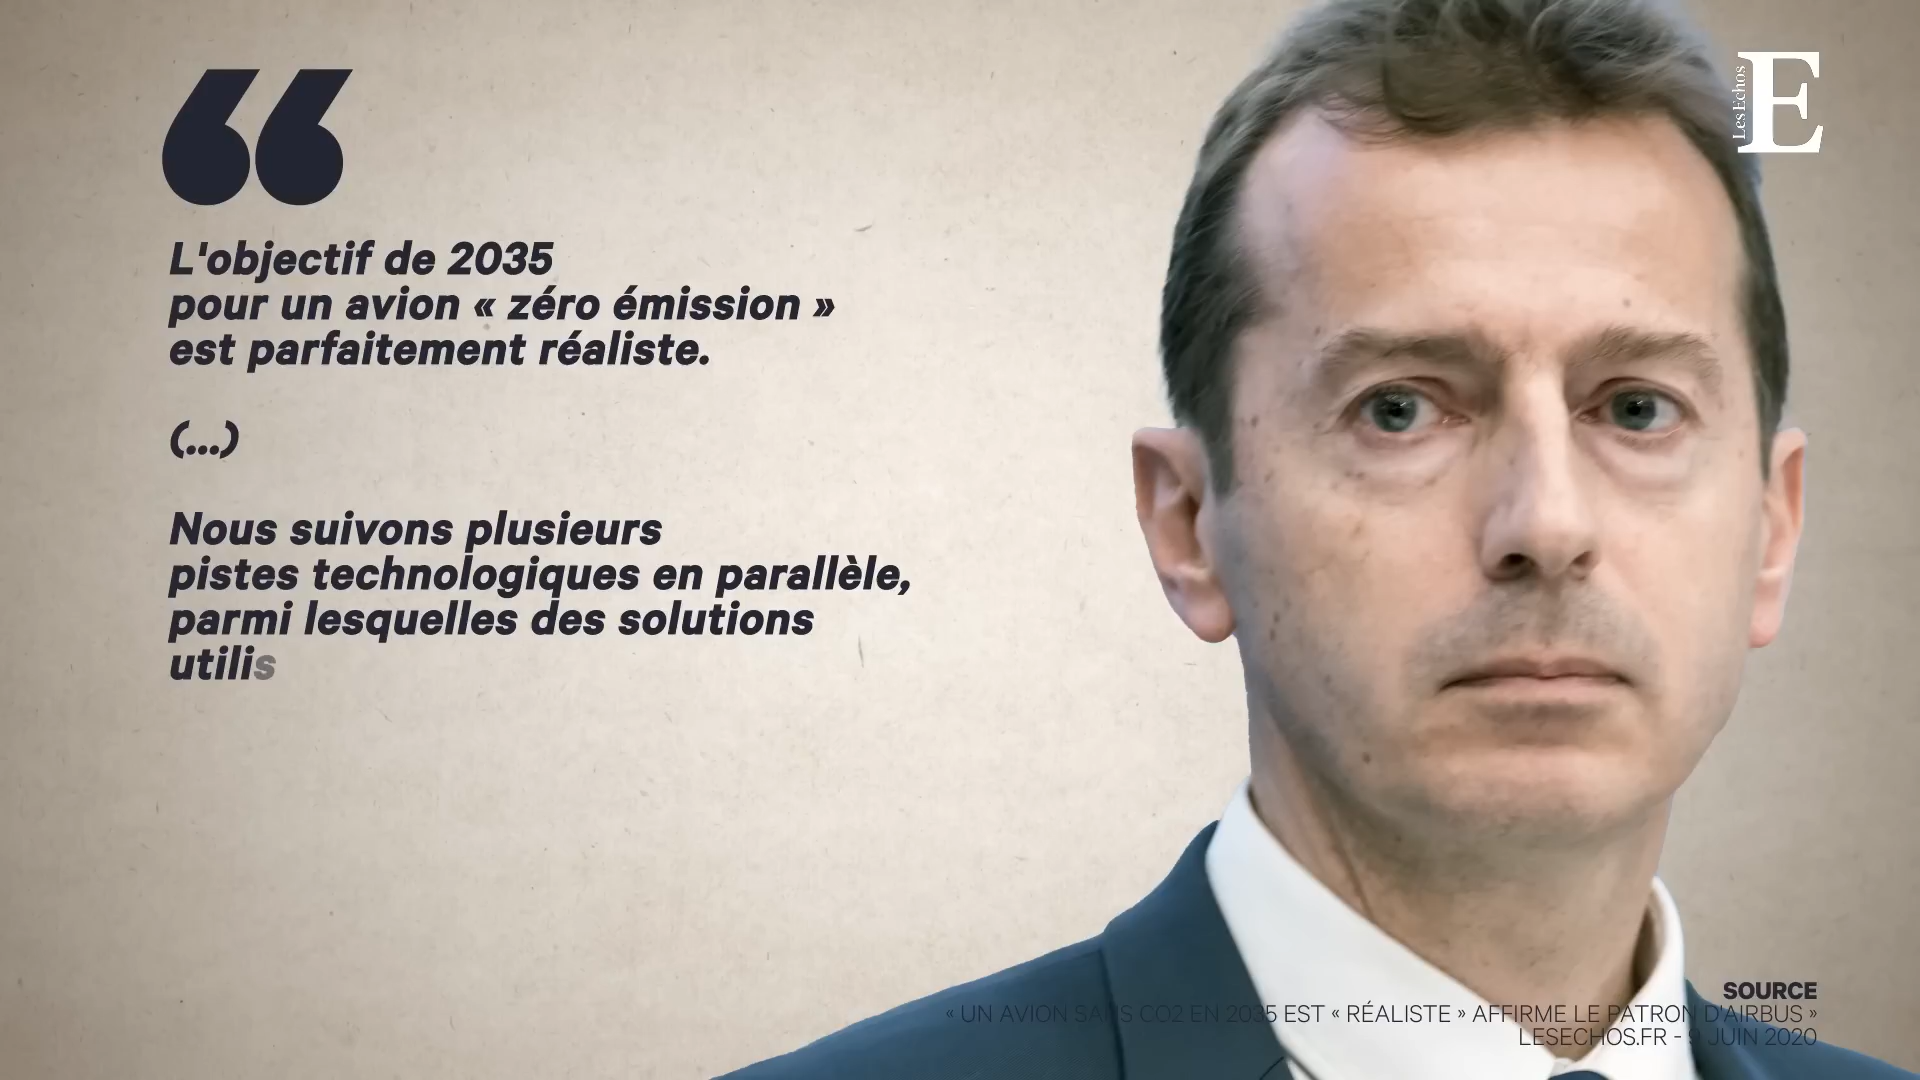 Les Echos
E
L'objectif de 2035
pour un avion « zéro émission »
est parfaitement réaliste.
(...)
Nous suivons plusieurs
pistes technologiques en parallèle,
parmi lesquelles des solutions
utilis
SOURCE
« UN AVION SANS CO2 EN 2035 EST « RÉALISTE » AFFIRME LE PATRON D'AIRBUS »
LESECHOS.FR - 9 JUIN 2020